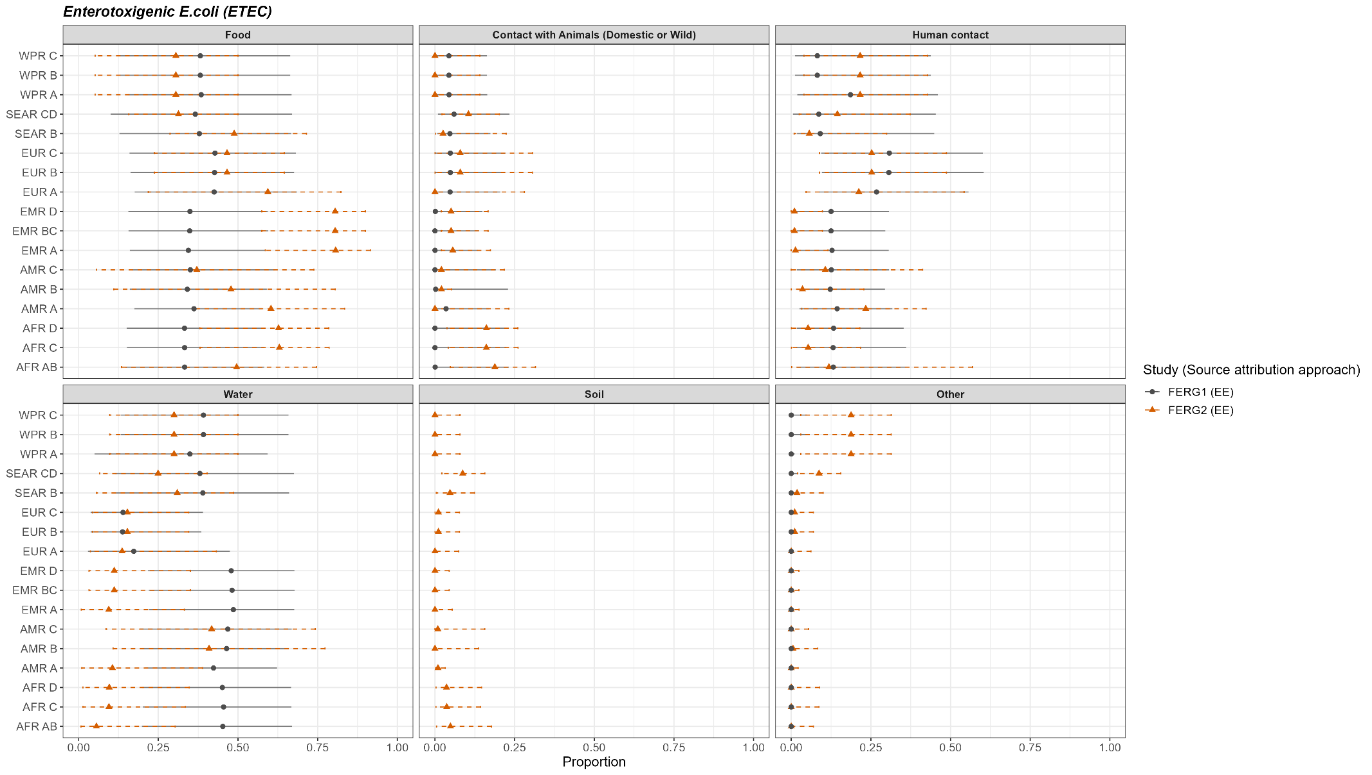 Enterotoxigenic E.coli (ETEC)
Food
Contact with Animals (Domestic or Wild)
Human contact
WPR C
WPR B
WPR A
SEAR CD
SEAR B
EUR C
EUR B
EUR A
EMR D
EMR BC
EMR A
AMR C
AMR B
AMR A
AFR D
AFR C
AFR AB
Water
Soil
Other
WPR C
WPR B
WPR A
SEAR CD
SEAR B
EUR C
EUR B
EUR A
EMR D
EMR BC
EMR A
AMR C
AMR B
AMR A
AFR D
AFR C
AFR AB
0.00 0.25 0.50 0.75 1.00
0.00 0.25 0.50 0.75 1.00
0.00 0.25 0.50 0.75 1.00
Proportion
Study (Source attribution approach)
FERG1 (EE)
FERG2 (EE)